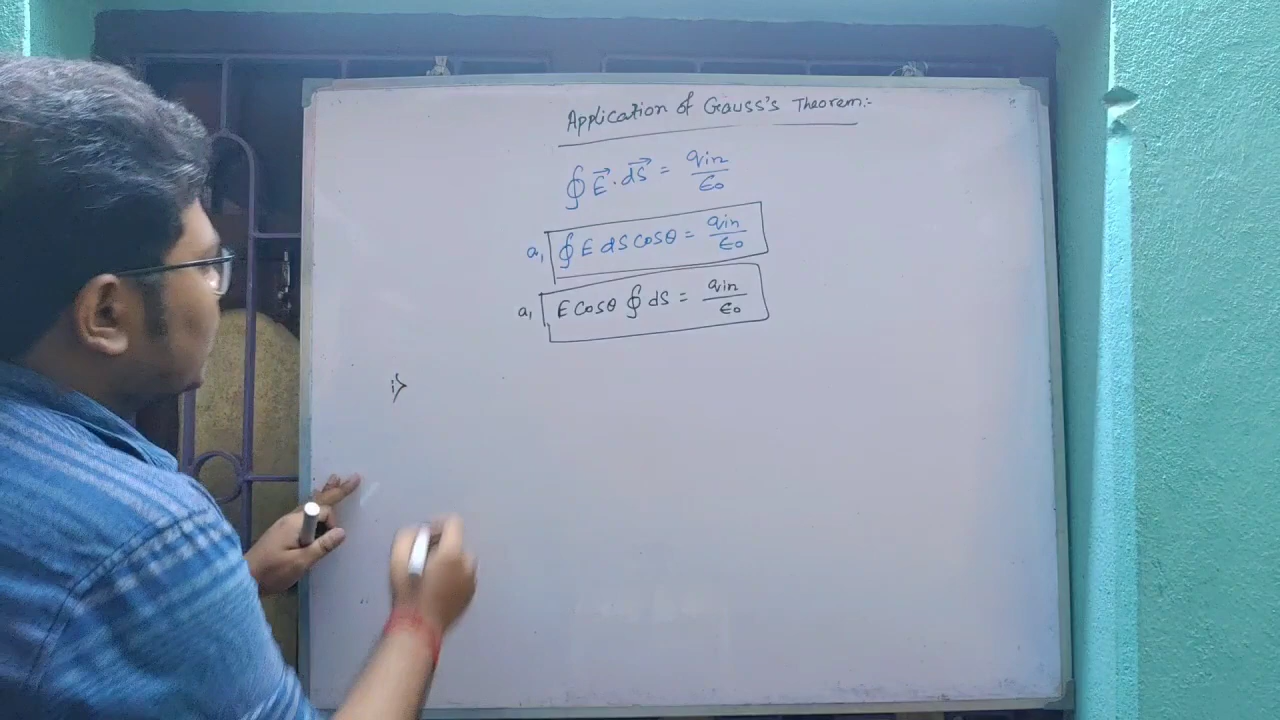 Application of Gauss's Theorem:-
∮ E⃗ · dS⃗ = qin/ϵ₀
a, ∮ E dS cosθ = qin/ϵ₀
a, E cosθ ∮ dS = qin/ϵ₀
i>